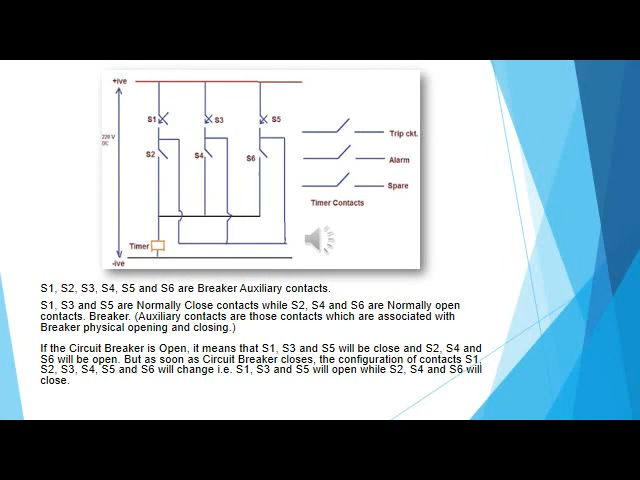 +ive
S1
S3
S5
220 V
DC
S2
S4
S6
Trip ckt.
Alarm
Spare
Timer Contacts
Timer
-ive
S1, S2, S3, S4, S5 and S6 are Breaker Auxiliary contacts.
S1, S3 and S5 are Normally Close contacts while S2, S4 and S6 are Normally open
contacts. Breaker. (Auxiliary contacts are those contacts which are associated with
Breaker physical opening and closing.)
If the Circuit Breaker is Open, it means that S1, S3 and S5 will be close and S2, S4 and
S6 will be open. But as soon as Circuit Breaker closes, the configuration of contacts S1,
S2, S3, S4, S5 and S6 will change i.e. S1, S3 and S5 will open while S2, S4 and S6 will
close.